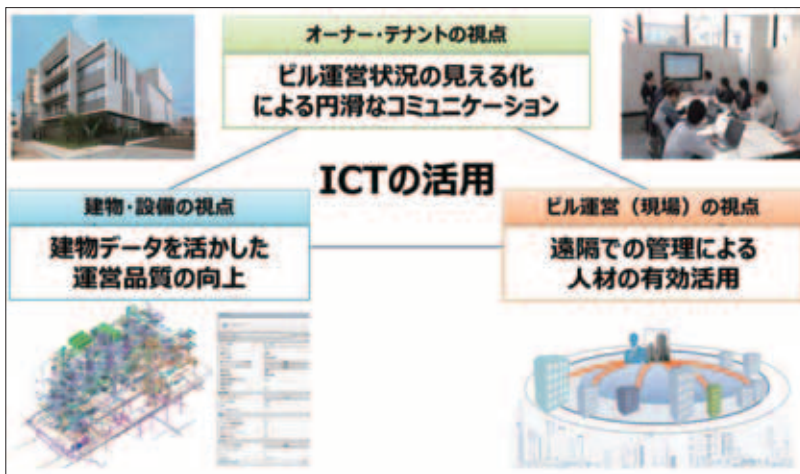 オーナー・テナントの視点
ビル運営状況の見える化
による円滑なコミュニケーション
ICTの活用
建物・設備の視点
建物データを活かした
運営品質の向上
ビル運営（現場）の視点
遠隔での管理による
人材の有効活用